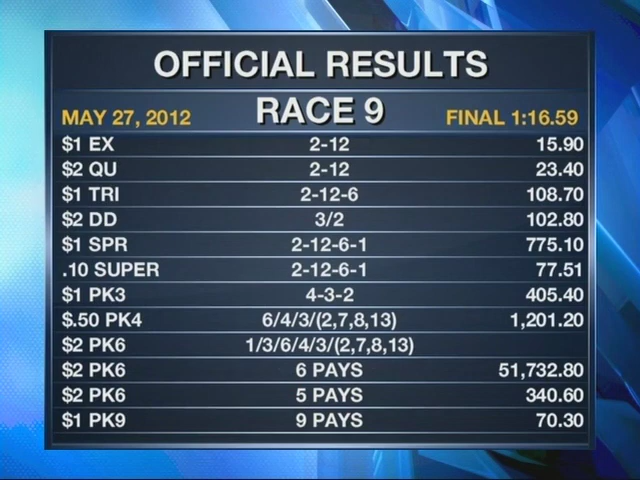 OFFICIAL RESULTS
MAY 27, 2012 RACE 9 FINAL 1:16.59
$1 EX 2-12 15.90
$2 QU 2-12 23.40
$1 TRI 2-12-6 108.70
$2 DD 3/2 102.80
$1 SPR 2-12-6-1 775.10
.10 SUPER 2-12-6-1 77.51
$1 PK3 4-3-2 405.40
$.50 PK4 6/4/3/(2,7,8,13) 1,201.20
$2 PK6 1/3/6/4/3/(2,7,8,13)
$2 PK6 6 PAYS 51,732.80
$2 PK6 5 PAYS 340.60
$1 PK9 9 PAYS 70.30